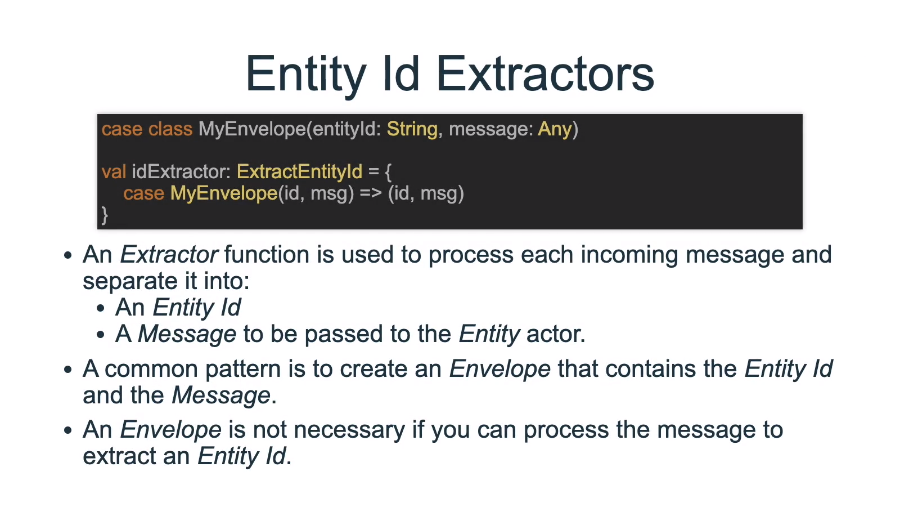 Entity Id Extractors
case class MyEnvelope(entityId: String, message: Any)
val idExtractor: ExtractEntityId = {
case MyEnvelope(id, msg) => (id, msg)
}
• An Extractor function is used to process each incoming message and
separate it into:
• An Entity Id
• A Message to be passed to the Entity actor.
• A common pattern is to create an Envelope that contains the Entity Id
and the Message.
• An Envelope is not necessary if you can process the message to
extract an Entity Id.